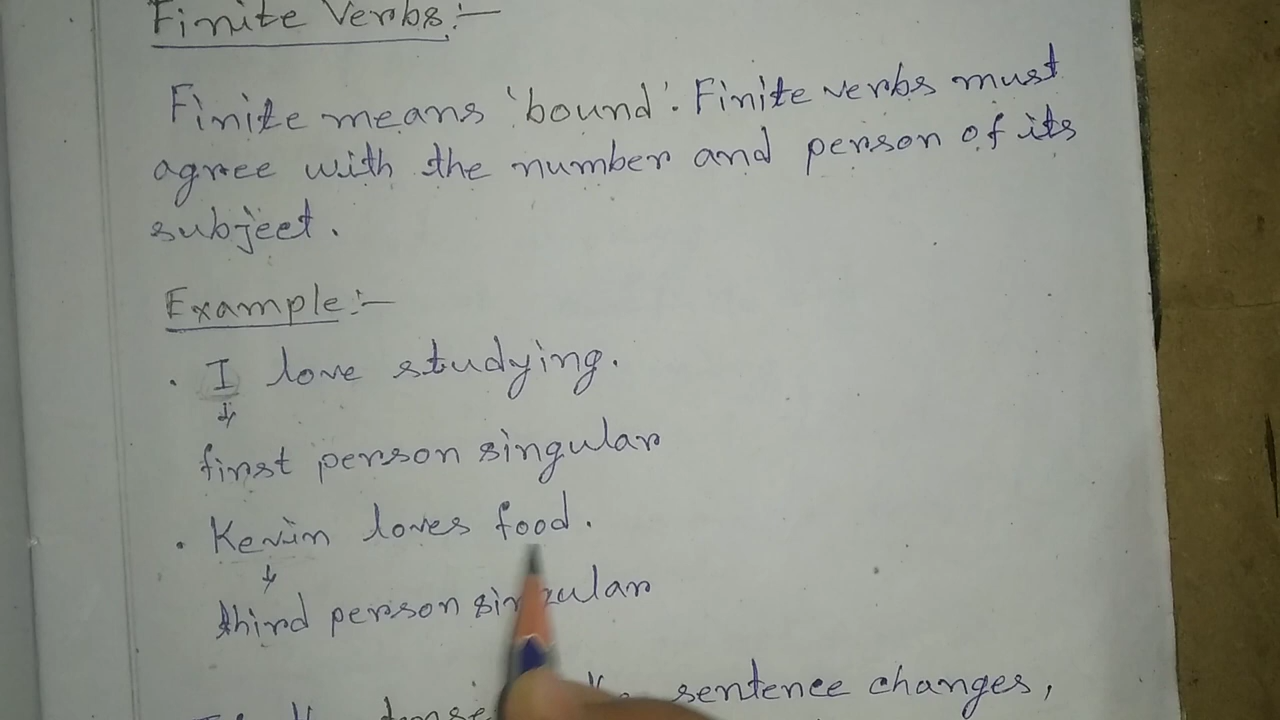 Finite Verbs:-
Finite means 'bound'. Finite verbs must
agree with the number and person of its
subject.
Example:-
. I love studying.
first person singular
. Kevin loves food.
third person singular
sentence changes,